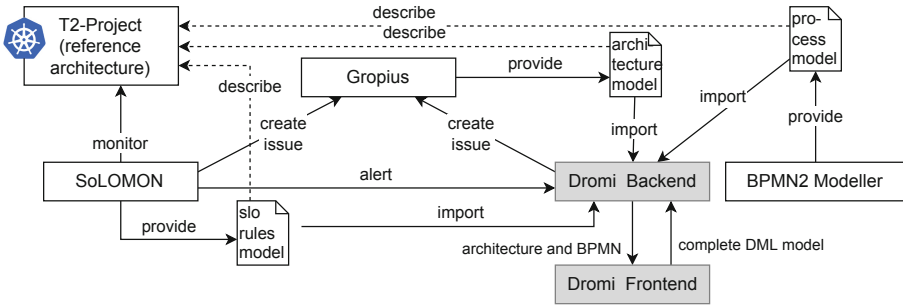 describe
describe
T2-Project
(reference
architecture)
pro-
cess
model
archi
tecture
model
describe
Gropius
provide
import
provide
create
issue
create
issue
import
monitor
SoLOMON
alert
Dromi Backend
BPMN2 Modeller
provide
slo
rules
model
import
architecture and BPMN
complete DML model
Dromi Frontend